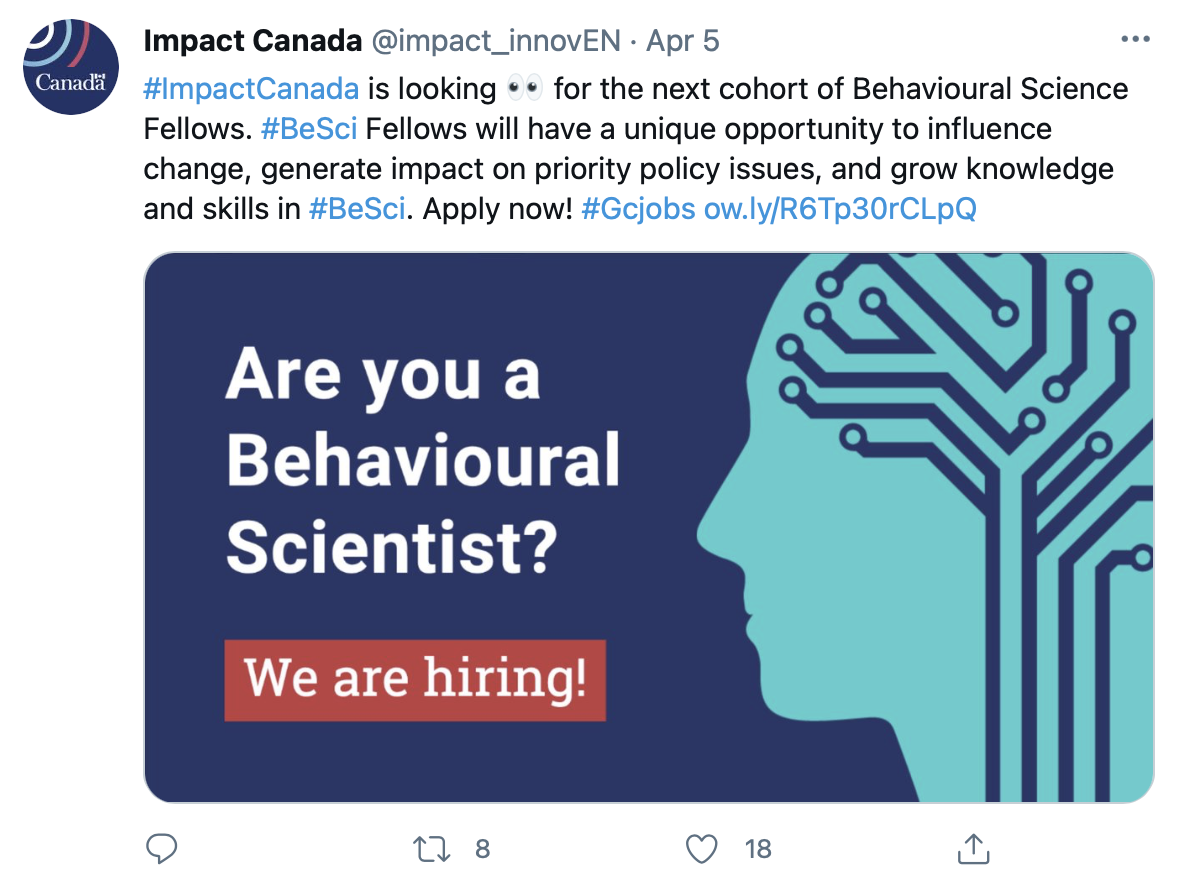 Canada
Impact Canada @impact_innovEN · Apr 5
#ImpactCanada is looking 👀 for the next cohort of Behavioural Science
Fellows. #BeSci Fellows will have a unique opportunity to influence
change, generate impact on priority policy issues, and grow knowledge
and skills in #BeSci. Apply now! #Gcjobs ow.ly/R6Tp30rCLpQ
Are you a
Behavioural
Scientist?
We are hiring!
8
18